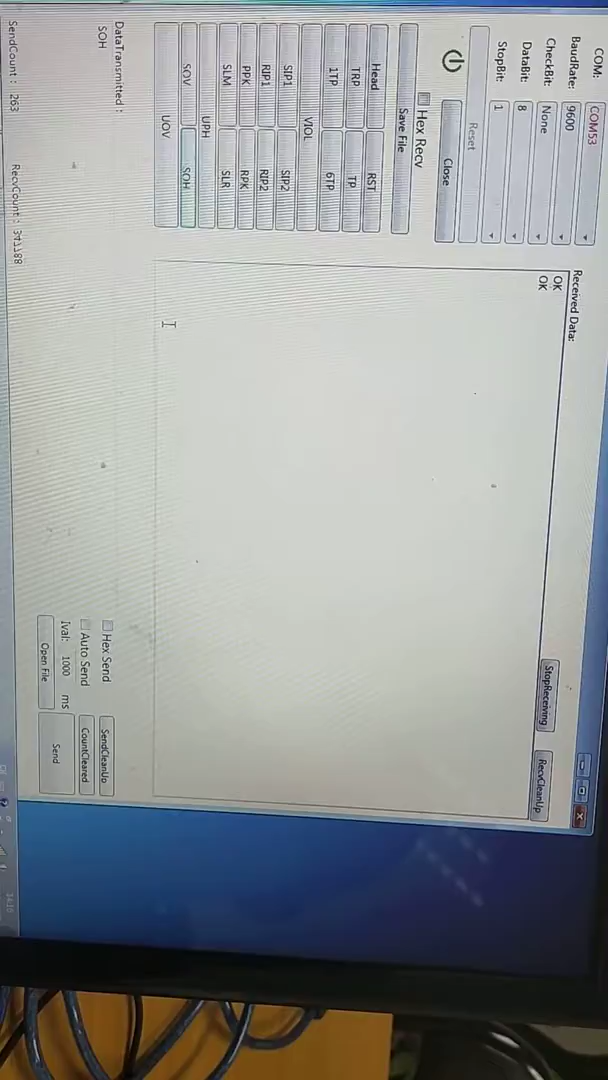 COM: COM53
BaudRate: 9600
CheckBit: None
DataBit: 8
StopBit: 1
Reset
Close
Hex Recv
Save File
Head RST
TRP TP
1TP 6TP
VIOL
SIP1 SIP2
RIP1 RIP2
PPK RPK
SLM SLR
UPH
SOV SOH
UOV
Received Data:
StopReceiving
RecvCleanUp
OK
OK
DataTransmitted :
SOH
Hex Send
SendCleanUp
Auto Send
CountCleared
Ival: 1000 ms
Open File
Send
SendCount : 263
RecvCount :